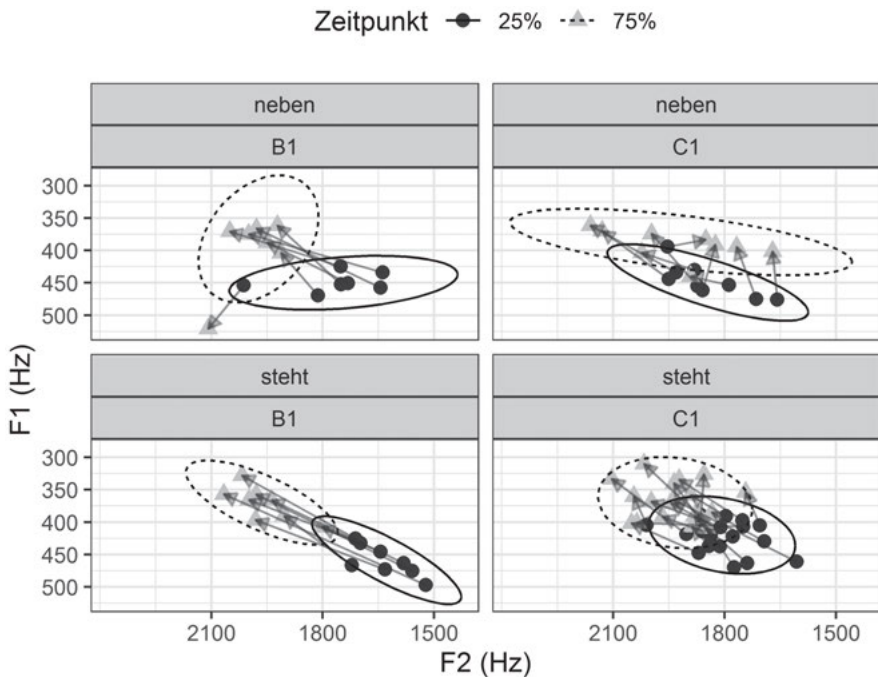 Zeitpunkt 25% 75%
neben neben
B1 C1
300
350
400
450
500
steht steht
B1 C1
300
350
400
450
500
2100 1800 1500 2100 1800 1500
F2 (Hz)
F1 (Hz)